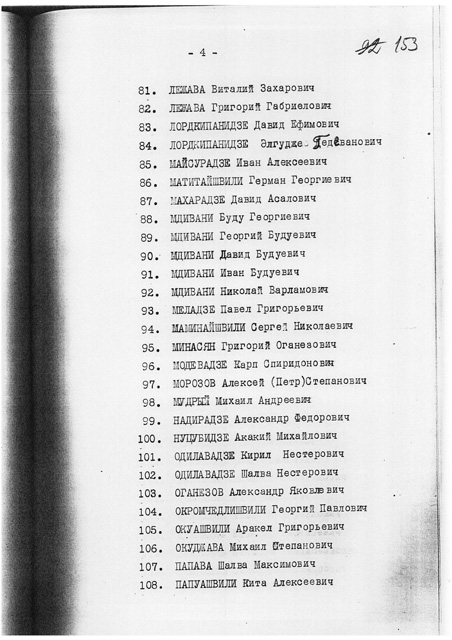 - 4 -
92 153
81. ЛЕЖАВА Виталий Захарович
82. ЛЕЖАВА Григорий Габриелович
83. ЛОРДКИПАНИДЗЕ Давид Ефимович
84. ЛОРДКИПАНИДЗЕ Элгудже Гедеванович
85. МАЙСУРАДЗЕ Иван Алексеевич
86. МАТИТАЙШВИЛИ Герман Георгиевич
87. МАХАРАДЗЕ Давид Асалович
88. МДИВАНИ Буду Георгиевич
89. МДИВАНИ Георгий Будуевич
90. МДИВАНИ Давид Будуевич
91. МДИВАНИ Иван Будуевич
92. МДИВАНИ Николай Варламович
93. МЕЛАДЗЕ Павел Григорьевич
94. МАМИНАЙШВИЛИ Сергей Николаевич
95. МИНАСЯН Григорий Оганезович
96. МОДЕВАДЗЕ Карп Спиридонович
97. МОРОЗОВ Алексей (Петр)Степанович
98. МУДРЫЙ Михаил Андреевич
99. НАДИРАДЗЕ Александр Федорович
100. НУЦУБИДЗЕ Акакий Михайлович
101. ОДИЛАВАДЗЕ Кирил Нестерович
102. ОДИЛАВАДЗЕ Шалва Нестерович
103. ОГАНЕЗОВ Александр Яковлевич
104. ОКРОМЧЕДЛИШВИЛИ Георгий Павлович
105. ОКУАШВИЛИ Аракел Григорьевич
106. ОКУДЖАВА Михаил Степанович
107. ПАПАВА Шалва Максимович
108. ПАПУАШВИЛИ Кита Алексеевич